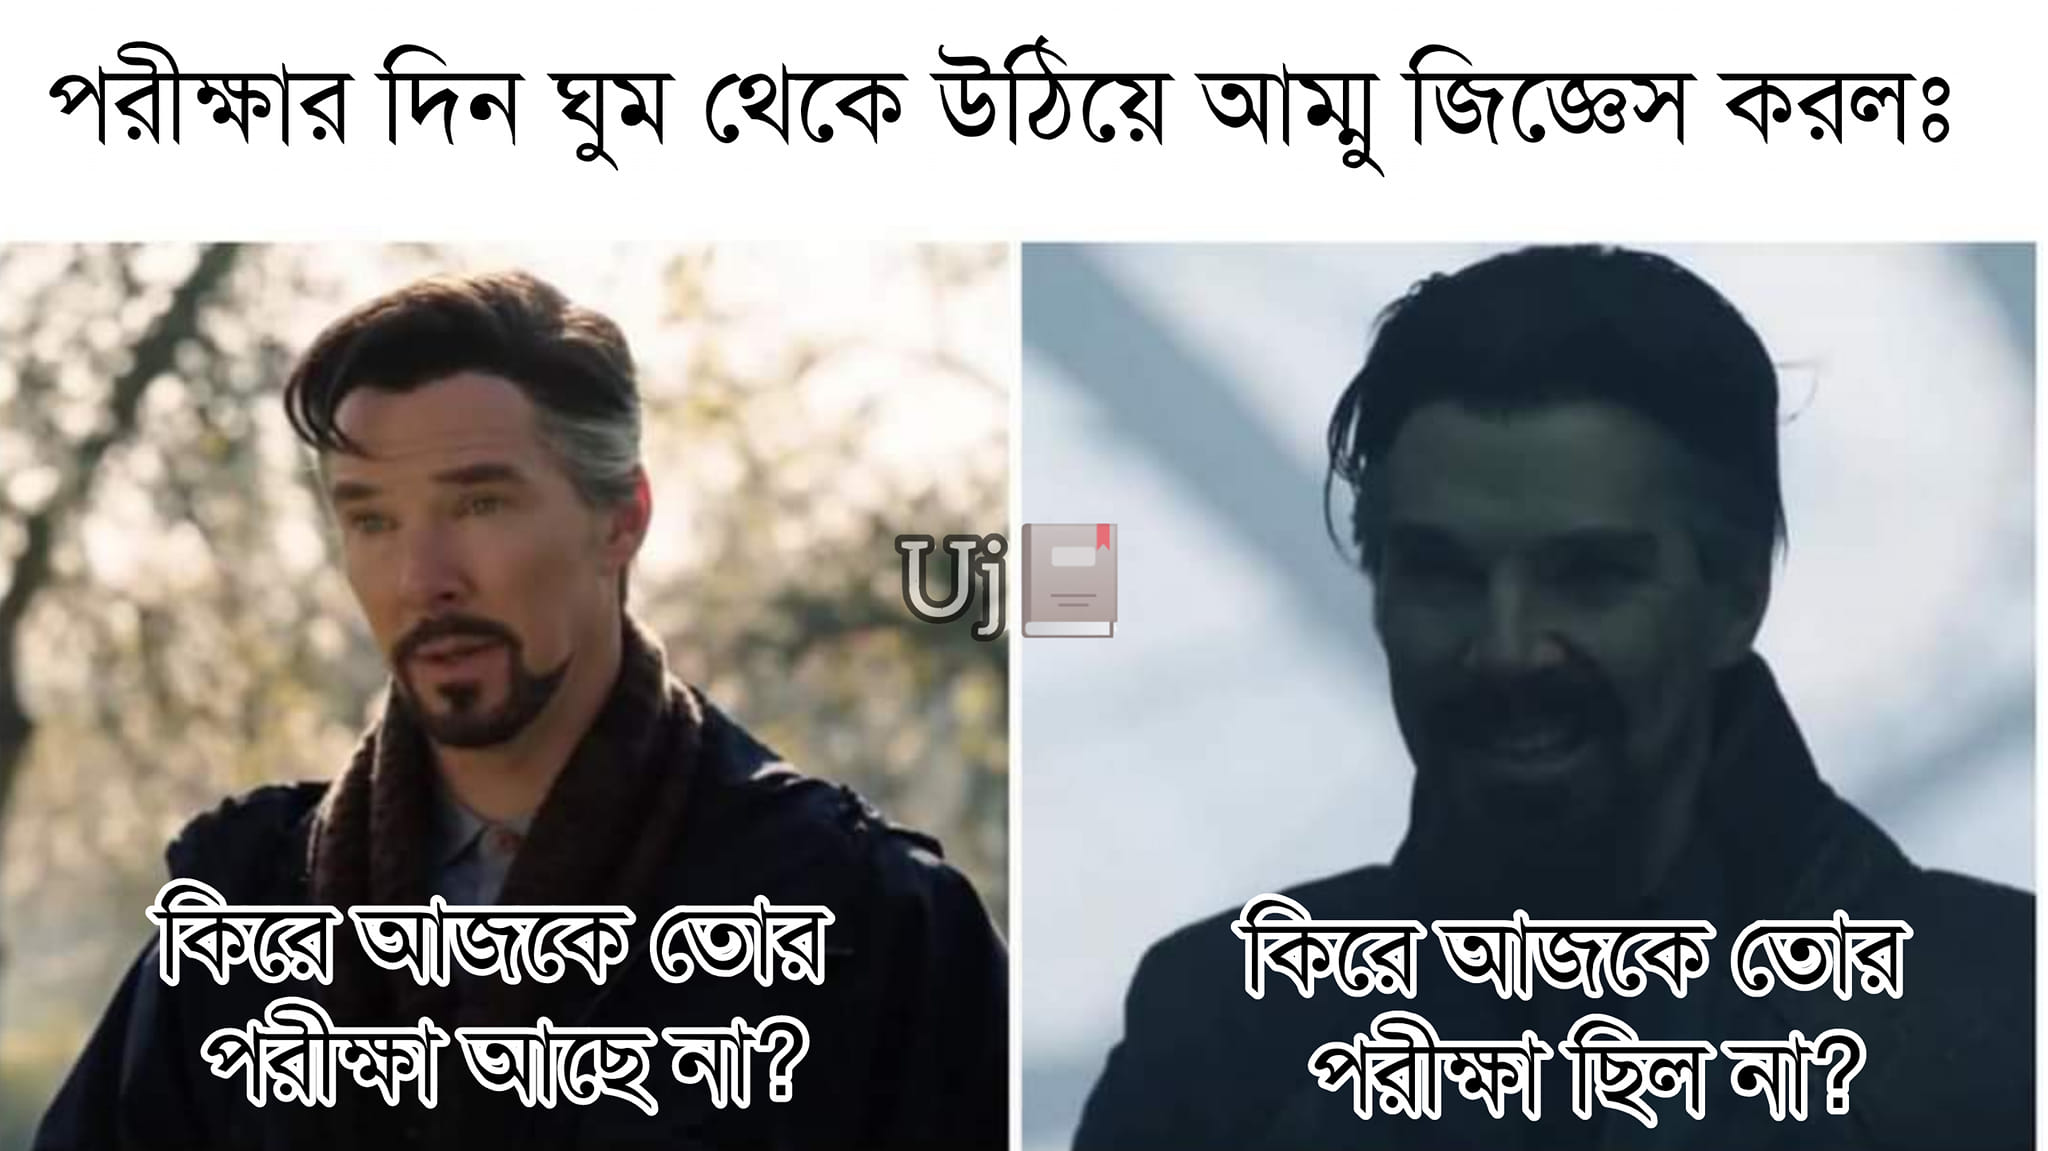 পরীক্ষার দিন ঘুম থেকে উঠিয়ে আম্মু জিজ্ঞেস করলঃ
Uj
কিরে আজকে তোর
পরীক্ষা আছে না?
কিরে আজকে তোর
পরীক্ষা ছিল না?